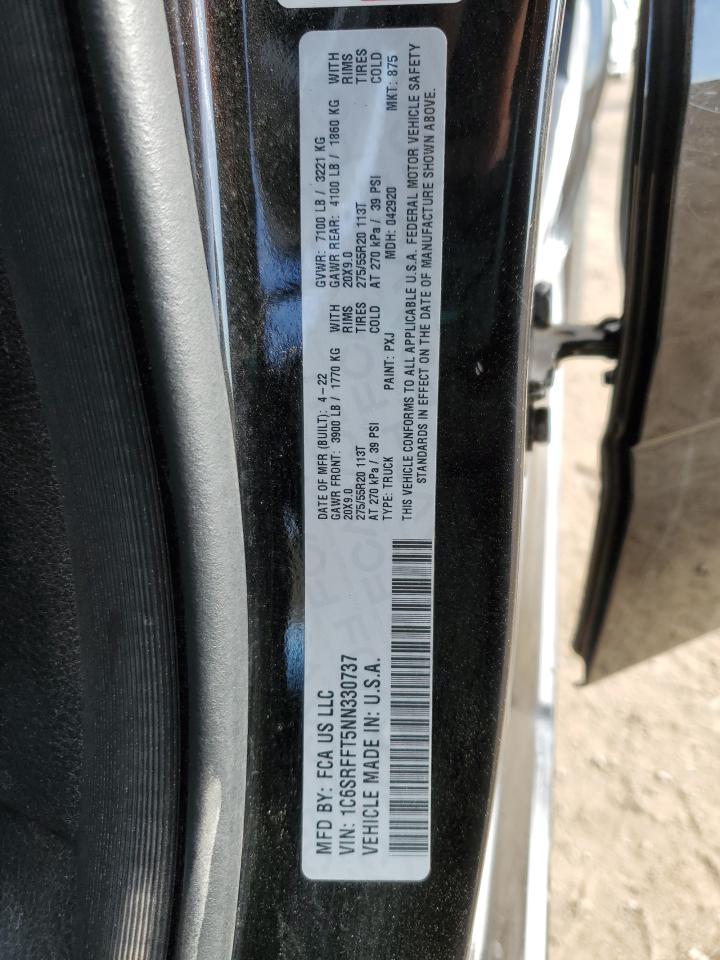 MFD BY: FCA US LLC
VIN: 1C6SRFFT5NN330737
VEHICLE MADE IN: U.S.A.
DATE OF MFR (BUILT): 4-22
GAWR FRONT: 3900 LB / 1770 KG WITH
20X9.0 RIMS
275/55R20 113T TIRES
AT 270 kPa / 39 PSI COLD
TYPE: TRUCK PAINT: PXJ
GVWR: 7100 LB / 3221 KG
GAWR REAR: 4100 LB / 1860 KG WITH
20X9.0 RIMS
275/55R20 113T TIRES
AT 270 kPa / 39 PSI COLD
MDH: 042920 MKT: 875
THIS VEHICLE CONFORMS TO ALL APPLICABLE U.S.A. FEDERAL MOTOR VEHICLE SAFETY
STANDARDS IN EFFECT ON THE DATE OF MANUFACTURE SHOWN ABOVE.